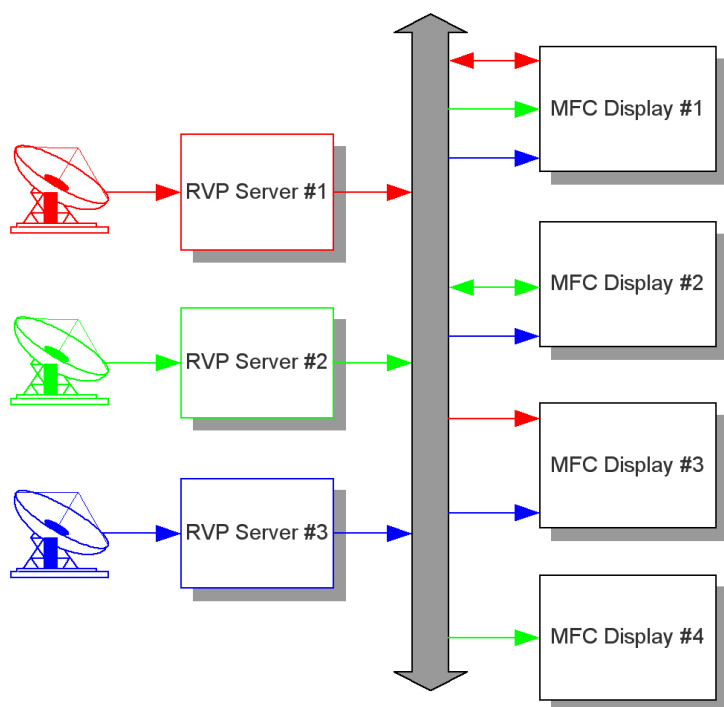 RVP Server #1
RVP Server #2
RVP Server #3
MFC Display #1
MFC Display #2
MFC Display #3
MFC Display #4